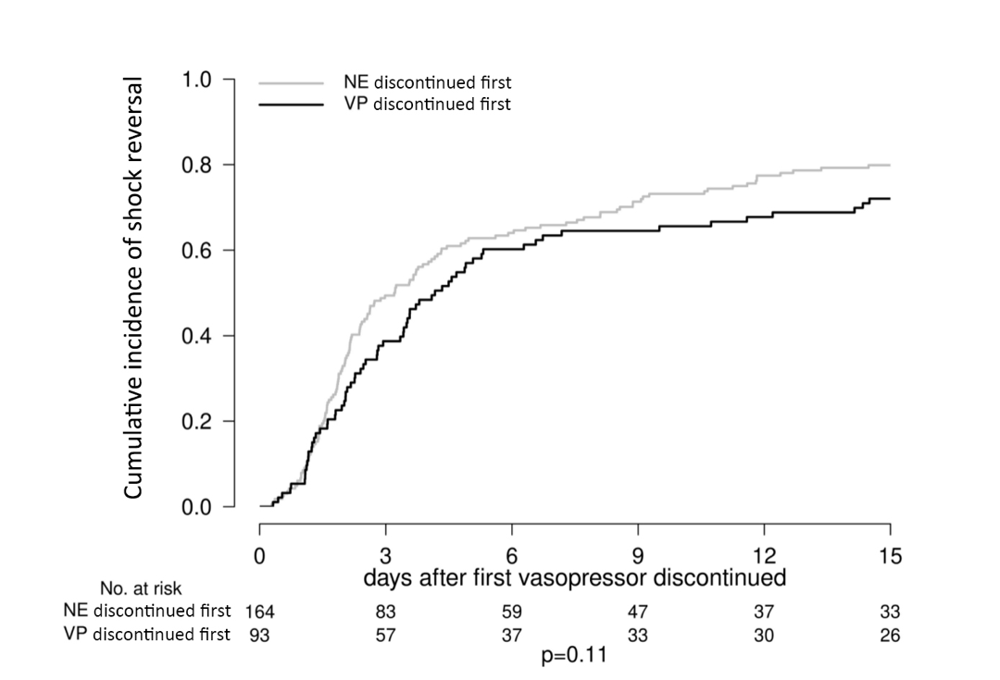 Cumulative incidence of shock reversal
1.0
0.8
0.6
0.4
0.2
0.0
NE discontinued first
VP discontinued first
0 3 6 9 12 15
days after first vasopressor discontinued
No. at risk
NE discontinued first 164 83 59 47 37 33
VP discontinued first 93 57 37 33 30 26
p=0.11